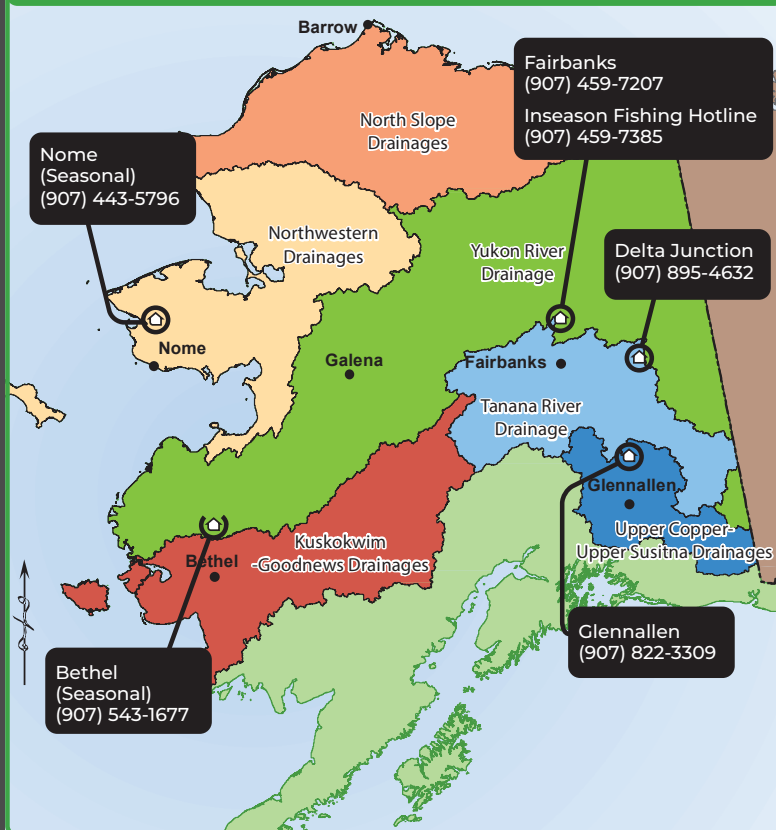 Barrow
Fairbanks
(907) 459-7207
Inseason Fishing Hotline
(907) 459-7385
North Slope
Drainages
Nome
(Seasonal)
(907) 443-5796
Northwestern
Drainages
Yukon River
Drainage
Delta Junction
(907) 895-4632
Nome
Galena
Fairbanks
Tanana River
Drainage
Glennallen
Upper Copper-
Upper Susitna Drainages
Kuskokwim
-Goodnews Drainages
Bethel
Glennallen
(907) 822-3309
Bethel
(Seasonal)
(907) 543-1677